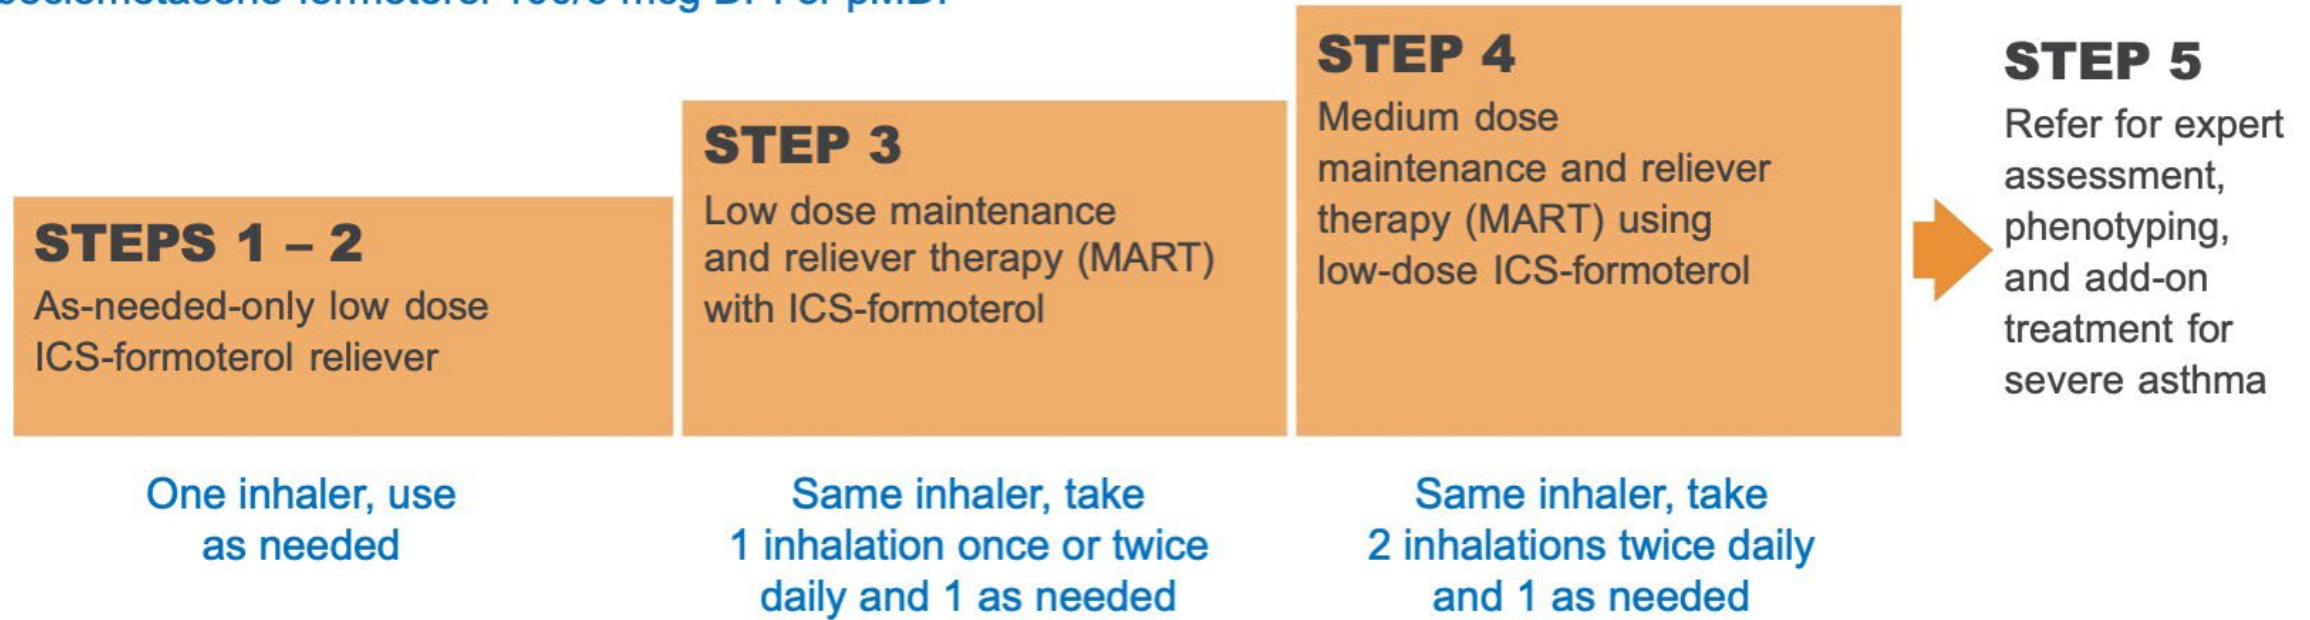 STEPS 1 – 2
As-needed-only low dose
ICS-formoterol reliever
One inhaler, use
as needed
STEP 3
Low dose maintenance
and reliever therapy (MART)
with ICS-formoterol
Same inhaler, take
1 inhalation once or twice
daily and 1 as needed
STEP 4
Medium dose
maintenance and reliever
therapy (MART) using
low-dose ICS-formoterol
Same inhaler, take
2 inhalations twice daily
and 1 as needed
STEP 5
Refer for expert
assessment,
phenotyping,
and add-on
treatment for
severe asthma